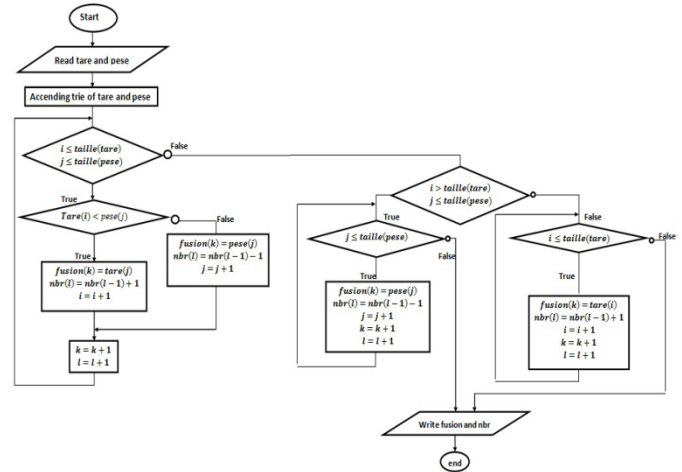 Start
Read tare and pese
Accending trie of tare and pese
i ≤ taille(tare)
j ≤ taille(pese)
False
True
Tare(i) < pese(j)
False
True
fusion(k) = tare(j)
nbr(l) = nbr(l − 1) + 1
i = i + 1
fusion(k) = pese(j)
nbr(l) = nbr(l − 1) − 1
j = j + 1
k = k + 1
l = l + 1
i > taille(tare)
j ≤ taille(pese)
True
False
j ≤ taille(pese)
False
True
fusion(k) = pese(j)
nbr(l) = nbr(l − 1) − 1
j = j + 1
k = k + 1
l = l + 1
i ≤ taille(tare)
False
True
fusion(k) = tare(i)
nbr(l) = nbr(l − 1) + 1
i = i + 1
k = k + 1
l = l + 1
Write fusion and nbr
end